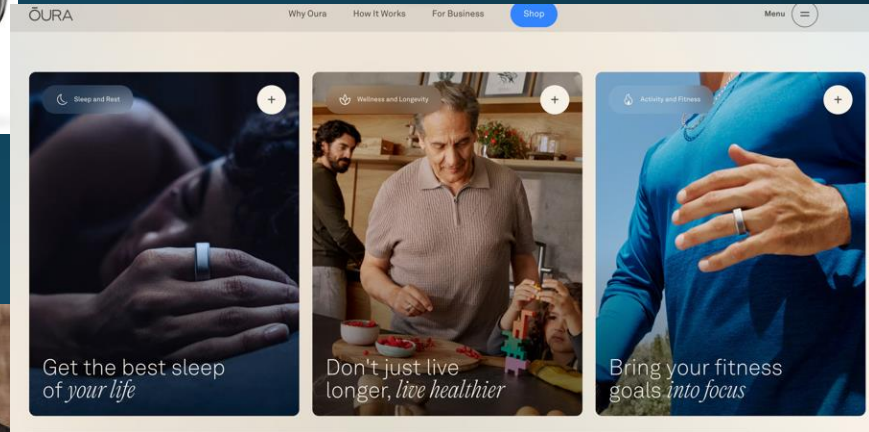 ŌURA
Why Oura
How It Works
For Business
Shop
Menu
Sleep and Rest
+
Get the best sleep
of your life
Wellness and Longevity
+
Don't just live
longer, live healthier
Activity and Fitness
+
Bring your fitness
goals into focus